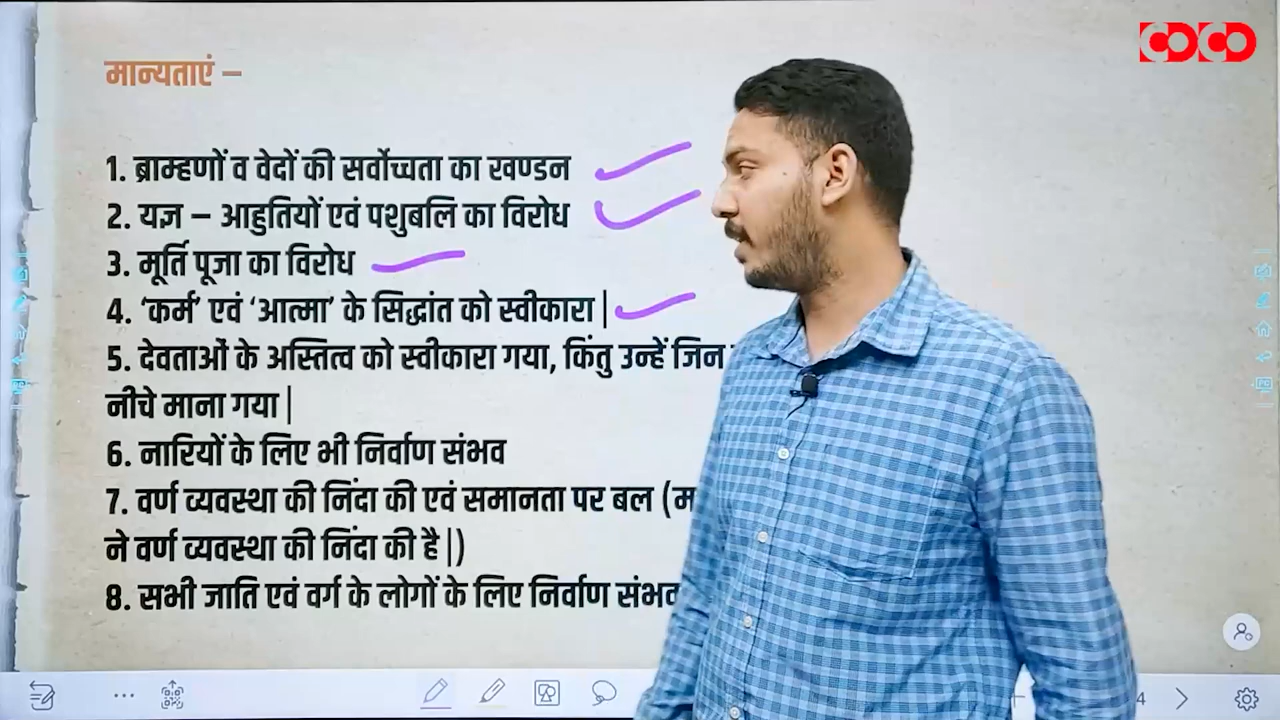 COCO
मान्यताएं –
1. ब्राम्हणों व वेदों की सर्वोच्चता का खण्डन
2. यज्ञ – आहुतियों एवं पशुबलि का विरोध
3. मूर्ति पूजा का विरोध
4. ‘कर्म’ एवं ‘आत्मा’ के सिद्धांत को स्वीकारा |
5. देवताओं के अस्तित्व को स्वीकारा गया, किंतु उन्हें जिन
नीचे माना गया |
6. नारियों के लिए भी निर्वाण संभव
7. वर्ण व्यवस्था की निंदा की एवं समानता पर बल (
ने वर्ण व्यवस्था की निंदा की है |)
8. सभी जाति एवं वर्ग के लोगों के लिए निर्वाण
4